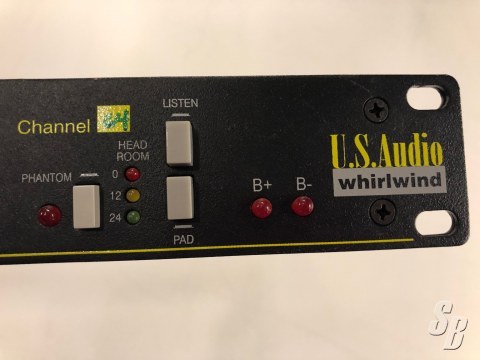 LISTEN
Channel
HEAD
ROOM
PHANTOM
0
12
24
PAD
B+ B-
U.S.Audio
whirlwind
SB